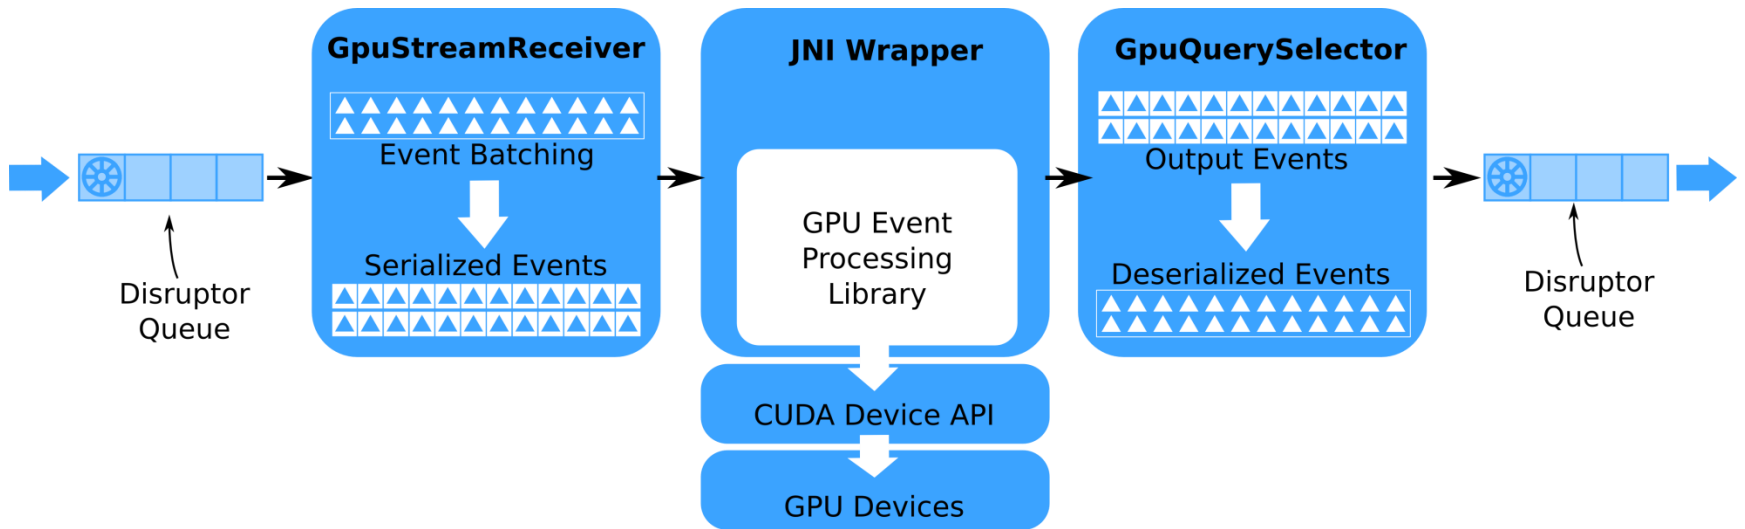 GpuStreamReceiver
Event Batching
Serialized Events
Disruptor
Queue
JNI Wrapper
GPU Event
Processing
Library
CUDA Device API
GPU Devices
GpuQuerySelector
Output Events
Deserialized Events
Disruptor
Queue